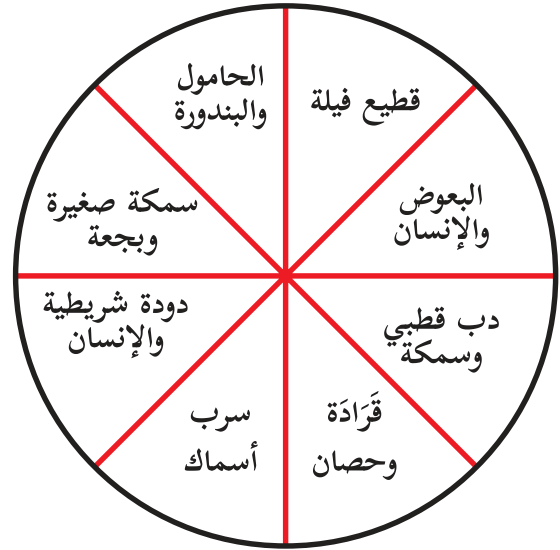 قطيع فيلة
البعوض
والإنسان
دب قطبي
وسمكة
قَرَادَة
وحصان
سرب
أسماك
دودة شريطية
والإنسان
سمكة صغيرة
وبجعة
الحامول
والبندورة